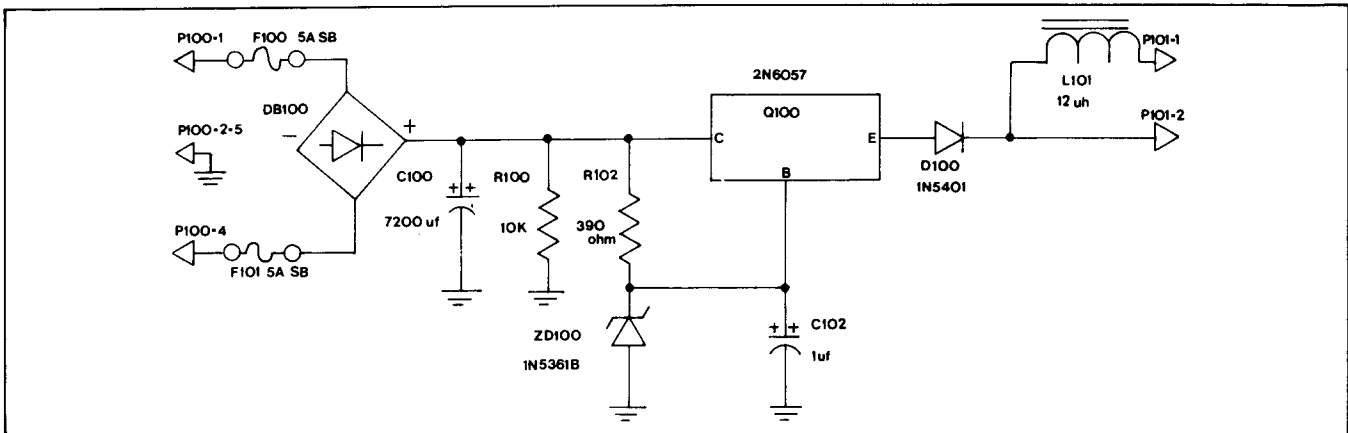 P100-1
F100 5A SB
DB100
-
+
P100-2-5
P100-4
F101 5A SB
C100
++
7200 uf
R100
10K
R102
390
ohm
ZD100
1N5361B
2N6057
Q100
C
E
B
++
C102
1uf
D100
1N5401
L101
12 uh
P101-1
P101-2